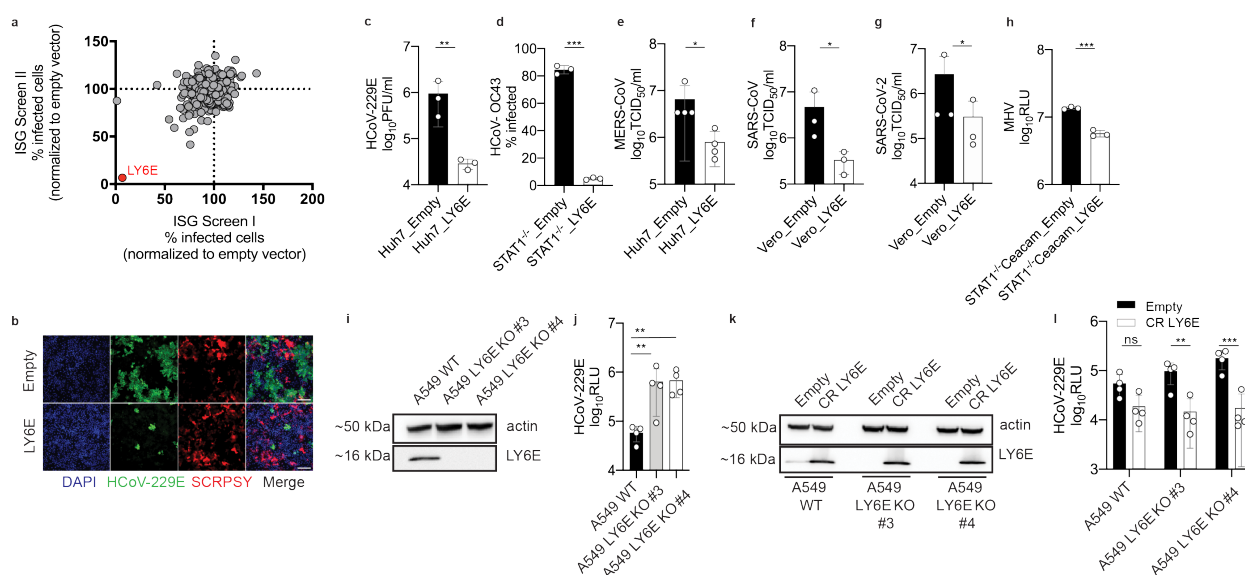 a
ISG Screen II
% infected cells
(normalized to empty vector)
150
100
50
0
LY6E
0
50
100
150
200
ISG Screen I
% infected cells
(normalized to empty vector)
c
HCoV-229E
log10PFU/ml
6
5
4
**
Huh7_Empty
Huh7_LY6E
d
HCoV- OC43
% infected
100
90
80
70
60
50
40
30
20
10
0
***
STAT1-/-_Empty
STAT1-/-_LY6E
e
MERS-CoV
log10TCID50/ml
8
7
6
5
*
Huh7_Empty
Huh7_LY6E
f
SARS-CoV
log10TCID50/ml
8
7
6
5
*
Vero_Empty
Vero_LY6E
g
SARS-CoV-2
log10TCID50/ml
7
6
5
4
*
Vero_Empty
Vero_LY6E
h
MHV
log10RLU
8
7
6
***
STAT1-/-Ceacam_Empty
STAT1-/-Ceacam_LY6E
b
Empty
LY6E
DAPI HCoV-229E SCRPSY Merge
i
A549 WT
A549 LY6E KO #3
A549 LY6E KO #4
~50 kDa
actin
~16 kDa
LY6E
j
HCoV-229E
log10RLU
7
6
5
4
**
**
A549 WT
A549 LY6E KO #3
A549 LY6E KO #4
k
Empty
CR LY6E
Empty
CR LY6E
Empty
CR LY6E
~50 kDa
actin
~16 kDa
LY6E
A549
WT
A549
LY6E KO
#3
A549
LY6E KO
#4
l
Empty
CR LY6E
HCoV-229E
log10RLU
6
5
4
3
ns
**
***
A549 WT
A549 LY6E KO #3
A549 LY6E KO #4